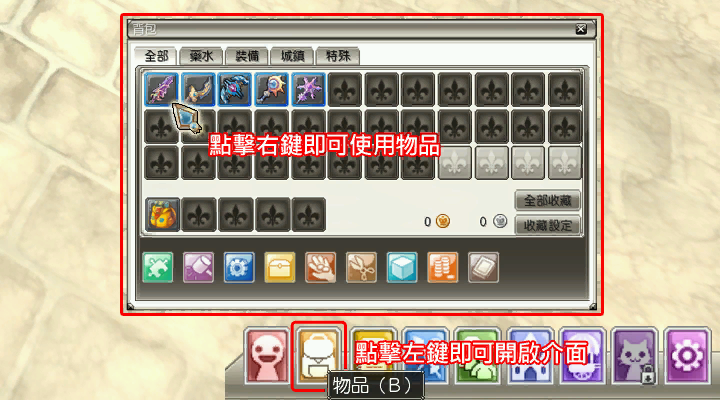 背包
全部 藥水 裝備 城鎮 特殊
點擊右鍵即可使用物品
0 0
全部收藏
收藏設定
點擊左鍵即可開啟介面
物品（B）